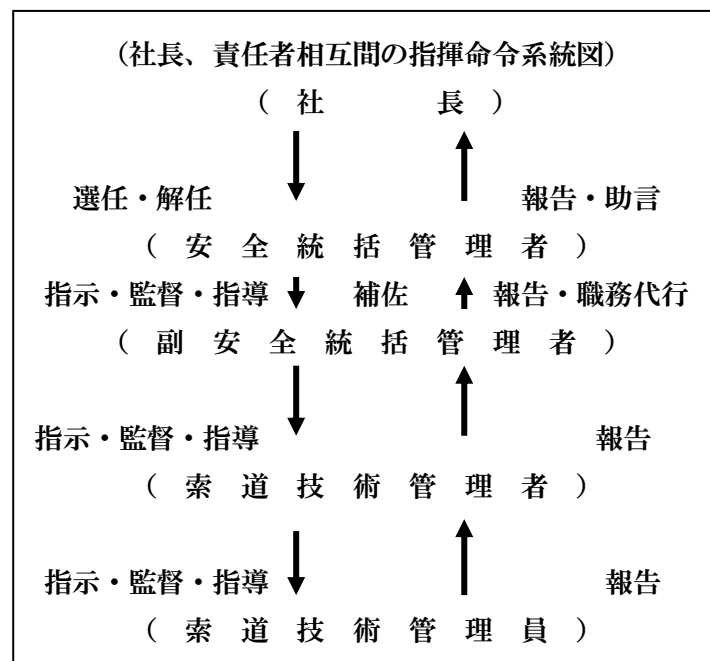 (社長、責任者相互間の指揮命令系統図)
( 社 長 )
選任・解任 報告・助言
( 安 全 統 括 管 理 者 )
指示・監督・指導 補佐 報告・職務代行
( 副 安 全 統 括 管 理 者 )
指示・監督・指導 報告
( 索 道 技 術 管 理 者 )
指示・監督・指導 報告
( 索 道 技 術 管 理 員 )